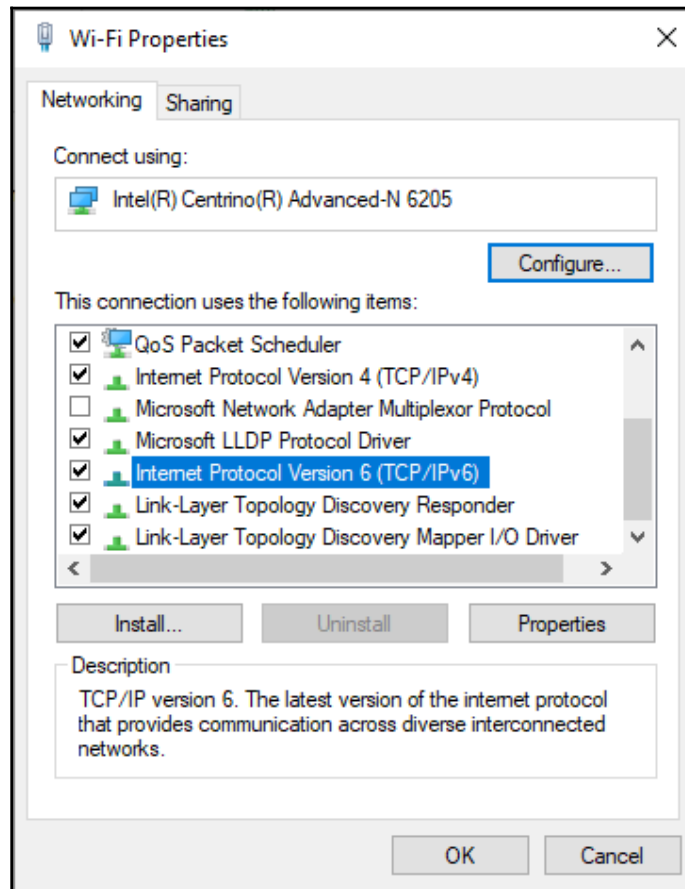 Wi-Fi Properties
Networking
Sharing
Connect using:
Intel(R) Centrino(R) Advanced-N 6205
Configure...
This connection uses the following items:
QoS Packet Scheduler
Internet Protocol Version 4 (TCP/IPv4)
Microsoft Network Adapter Multiplexor Protocol
Microsoft LLDP Protocol Driver
Internet Protocol Version 6 (TCP/IPv6)
Link-Layer Topology Discovery Responder
Link-Layer Topology Discovery Mapper I/O Driver
Install...
Uninstall
Properties
Description
TCP/IP version 6. The latest version of the internet protocol
that provides communication across diverse interconnected
networks.
OK
Cancel